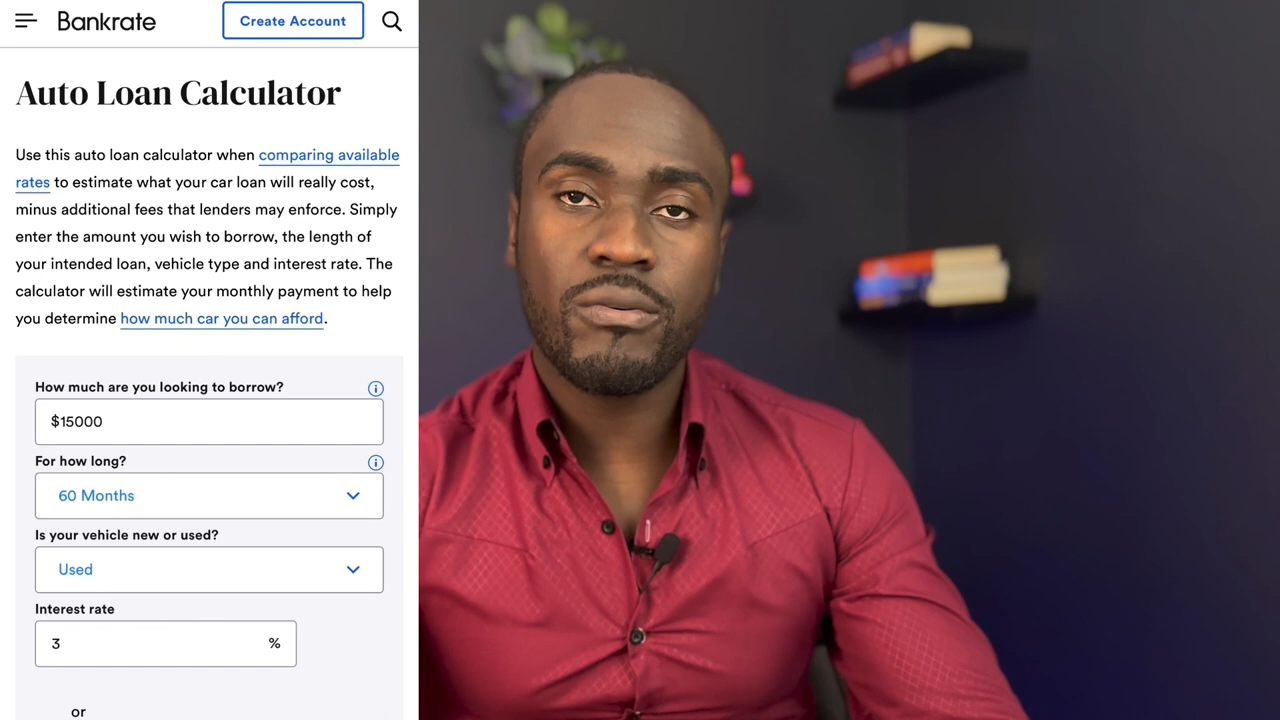 Bankrate
Create Account
Auto Loan Calculator
Use this auto loan calculator when comparing available
rates to estimate what your car loan will really cost,
minus additional fees that lenders may enforce. Simply
enter the amount you wish to borrow, the length of
your intended loan, vehicle type and interest rate. The
calculator will estimate your monthly payment to help
you determine how much car you can afford.
How much are you looking to borrow?
$15000
For how long?
60 Months
Is your vehicle new or used?
Used
Interest rate
3 %
or